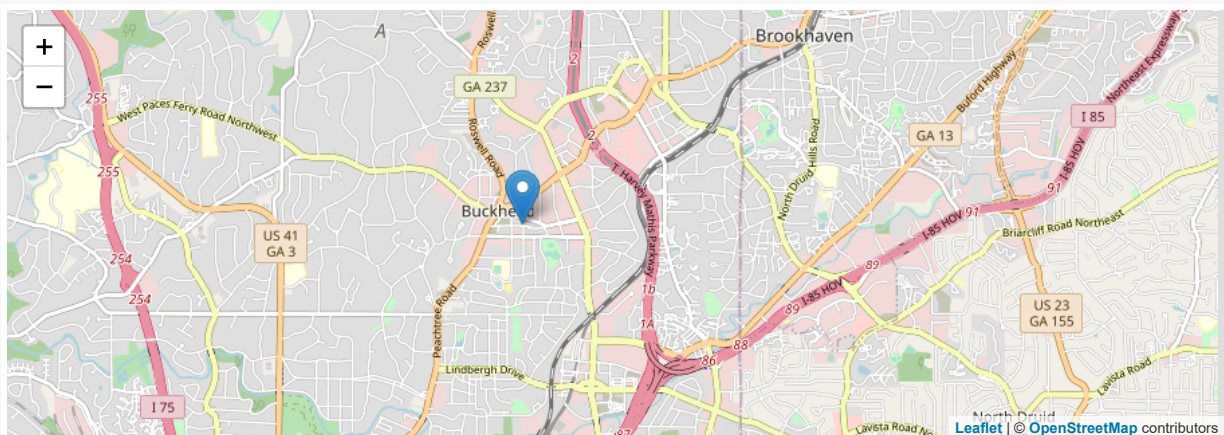 +
−
A
Roswell
2
Brookhaven
255
GA 237
West Paces Ferry Road Northwest
Roswell Road
2
Buford Highway
Northeast Expressway
I 85
GA 13
I-85 HOV
255
T. Harvey Mathis Parkway
North Druid Hills Road
91
91
Buckhead
I-85 HOV
Briarcliff Road Northeast
US 41
GA 3
254
254
89
89
I-85 HOV
1b
1A
US 23
GA 155
Peachtree Road
88
86
Lindbergh Drive
Lavista Road
I 75
North Druid
87
Lavista Road
Leaflet | © OpenStreetMap contributors